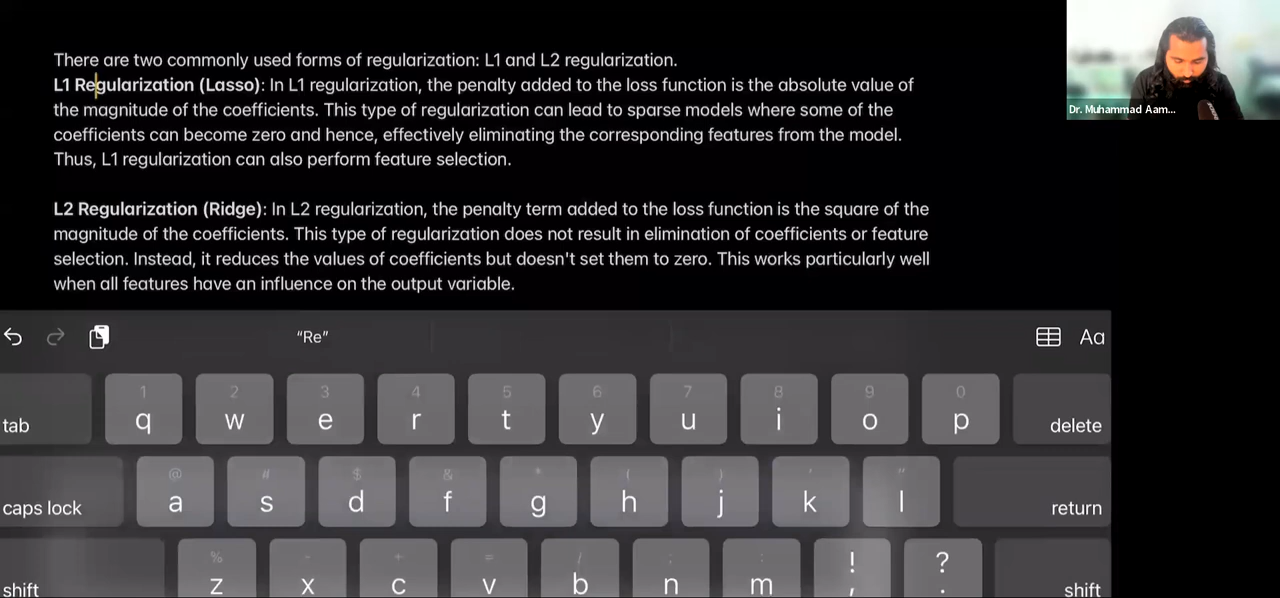 There are two commonly used forms of regularization: L1 and L2 regularization.
L1 Regularization (Lasso): In L1 regularization, the penalty added to the loss function is the absolute value of
the magnitude of the coefficients. This type of regularization can lead to sparse models where some of the
coefficients can become zero and hence, effectively eliminating the corresponding features from the model.
Thus, L1 regularization can also perform feature selection.
L2 Regularization (Ridge): In L2 regularization, the penalty term added to the loss function is the square of the
magnitude of the coefficients. This type of regularization does not result in elimination of coefficients or feature
selection. Instead, it reduces the values of coefficients but doesn't set them to zero. This works particularly well
when all features have an influence on the output variable.
Dr. Muhammad Aam...
“Re” Aa
1 2 3 4 5 6 7 8 9 0
tab q w e r t y u i o p delete
@ # $ & * ( ) ' "
caps lock a s d f g h j k l return
% - + = / ; : ! ?
shift z x c v b n m , . shift